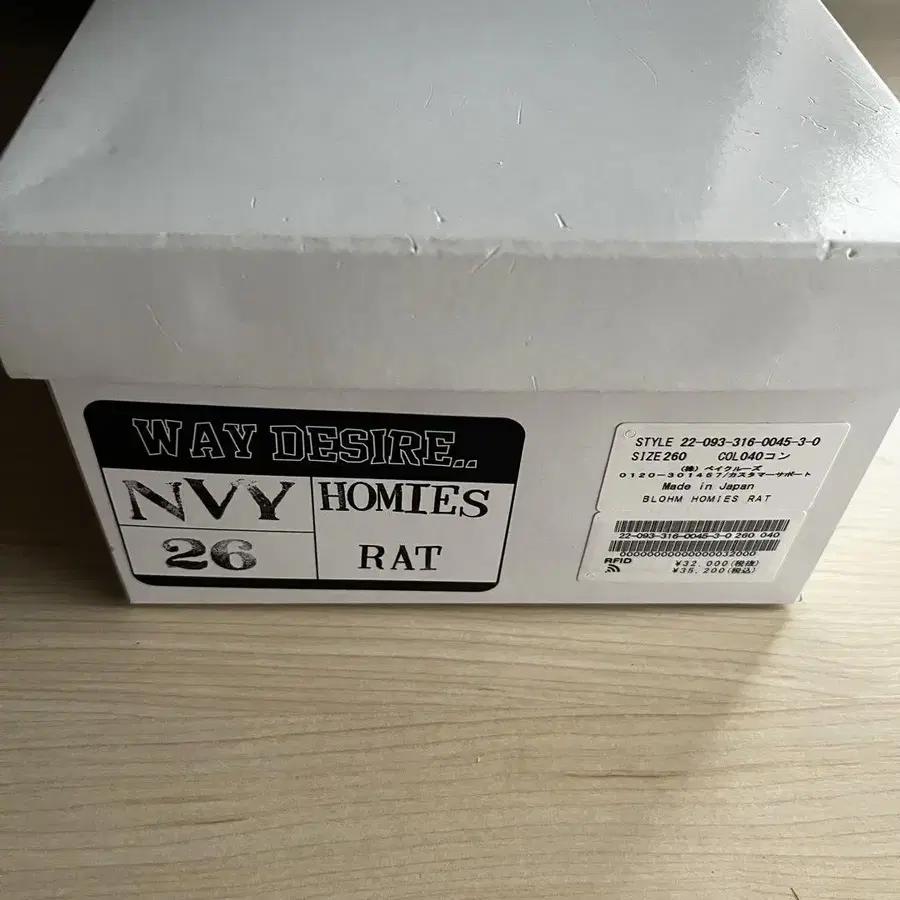 WAY DESIRE..
NVY
HOMIES
26
RAT
STYLE 22-093-316-0045-3-0
SIZE260 COL040コン
(株)ベイクルーズ
0120-301457/カスタマーサポート
Made in Japan
BLOHM HOMIES RAT
22-093-316-0045-3-0 260 040
0000000000000000032000
RFID
¥32,000(税抜)
¥35,200(税込)